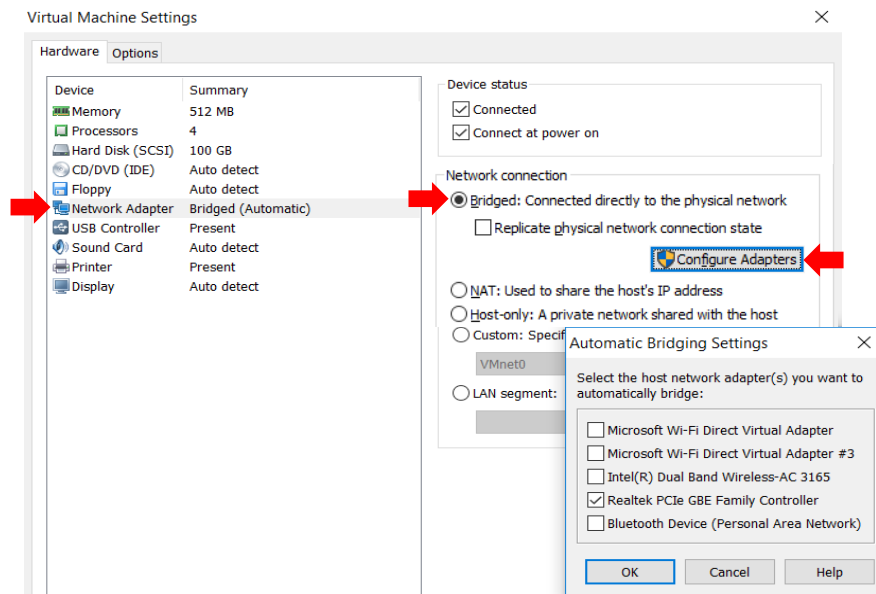 Virtual Machine Settings
Hardware Options
Device Summary
Memory 512 MB
Processors 4
Hard Disk (SCSI) 100 GB
CD/DVD (IDE) Auto detect
Floppy Auto detect
Network Adapter Bridged (Automatic)
USB Controller Present
Sound Card Auto detect
Printer Present
Display Auto detect
Device status
Connected
Connect at power on
Network connection
Bridged: Connected directly to the physical network
Replicate physical network connection state
Configure Adapters
NAT: Used to share the host's IP address
Host-only: A private network shared with the host
Custom: Specif
VMnet0
LAN segment:
Automatic Bridging Settings
Select the host network adapter(s) you want to
automatically bridge:
Microsoft Wi-Fi Direct Virtual Adapter
Microsoft Wi-Fi Direct Virtual Adapter #3
Intel(R) Dual Band Wireless-AC 3165
Realtek PCIe GBE Family Controller
Bluetooth Device (Personal Area Network)
OK Cancel Help